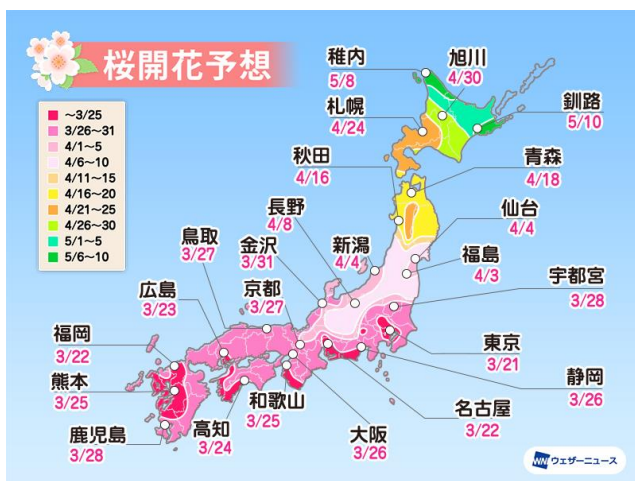 桜開花予想
～3/25
3/26～31
4/1～5
4/6～10
4/11～15
4/16～20
4/21～25
4/26～30
5/1～5
5/6～10
稚内
5/8
旭川
4/30
札幌
4/24
釧路
5/10
秋田
4/16
青森
4/18
長野
4/8
仙台
4/4
鳥取
3/27
金沢
3/31
新潟
4/4
福島
4/3
広島
3/23
京都
3/27
宇都宮
3/28
福岡
3/22
東京
3/21
熊本
3/25
静岡
3/26
鹿児島
3/28
高知
3/24
和歌山
3/25
大阪
3/26
名古屋
3/22
WN ウェザーニュース